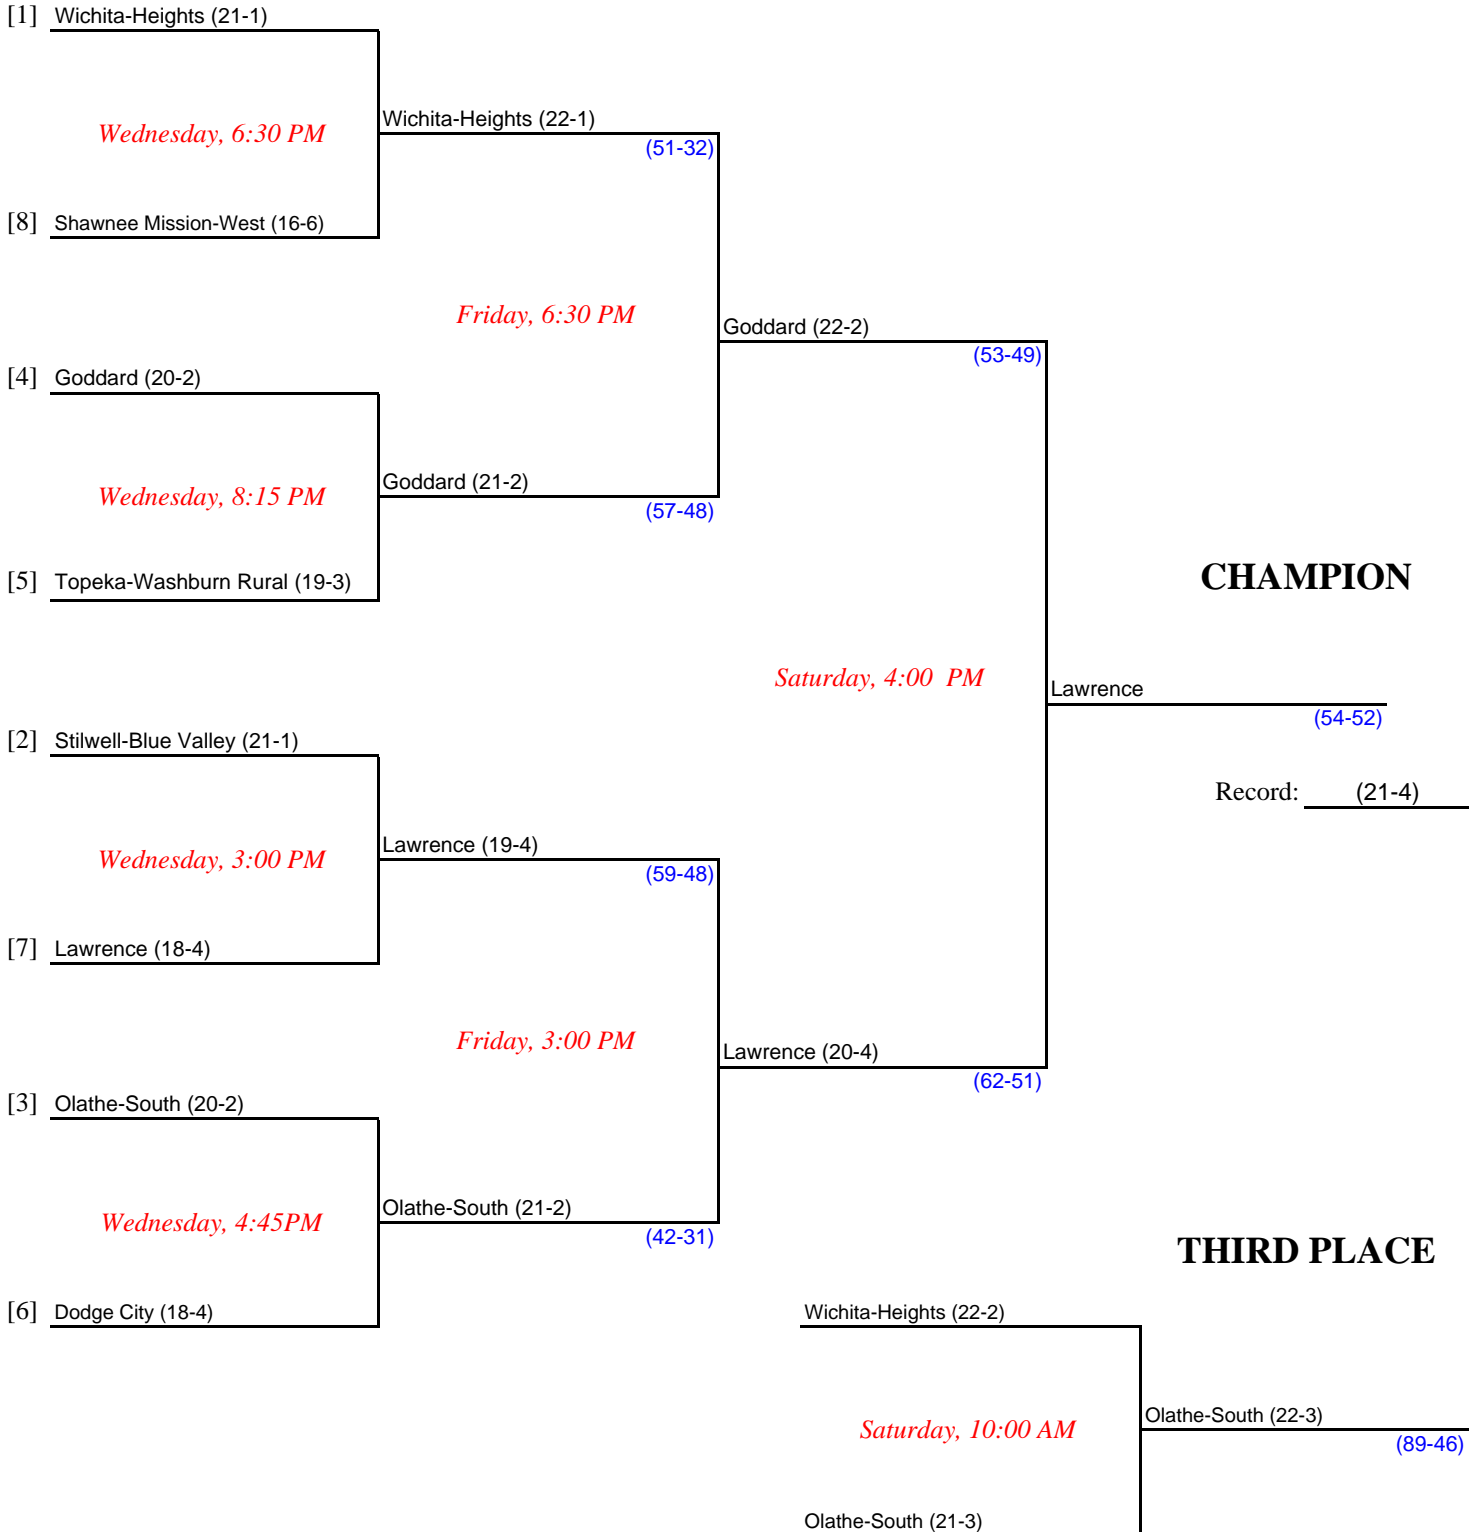 [1] Wichita-Heights (21-1)
Wednesday, 6:30 PM
Wichita-Heights (22-1)
(51-32)
[8] Shawnee Mission-West (16-6)
Friday, 6:30 PM
Goddard (22-2)
(53-49)
[4] Goddard (20-2)
Wednesday, 8:15 PM
Goddard (21-2)
(57-48)
[5] Topeka-Washburn Rural (19-3)
CHAMPION
Saturday, 4:00 PM
Lawrence
(54-52)
Record: (21-4)
[2] Stilwell-Blue Valley (21-1)
Wednesday, 3:00 PM
Lawrence (19-4)
(59-48)
[7] Lawrence (18-4)
Friday, 3:00 PM
Lawrence (20-4)
(62-51)
[3] Olathe-South (20-2)
Wednesday, 4:45PM
Olathe-South (21-2)
(42-31)
[6] Dodge City (18-4)
THIRD PLACE
Wichita-Heights (22-2)
Saturday, 10:00 AM
Olathe-South (22-3)
(89-46)
Olathe-South (21-3)